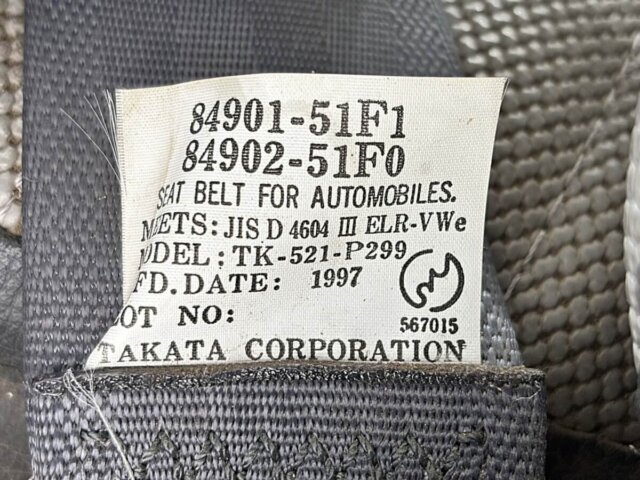 84901-51F1
84902-51F0
SEAT BELT FOR AUTOMOBILES.
MEETS: JIS D 4604 III ELR-VWe
MODEL: TK-521-P299
FD. DATE: 1997
LOT NO:
567015
TAKATA CORPORATION